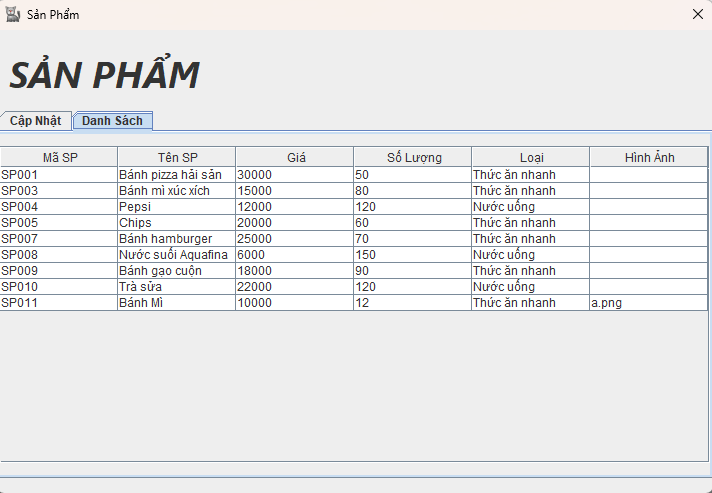 Sản Phẩm
SẢN PHẨM
Cập Nhật Danh Sách
Mã SP Tên SP Giá Số Lượng Loại Hình Ảnh
SP001 Bánh pizza hải sản 30000 50 Thức ăn nhanh
SP003 Bánh mì xúc xích 15000 80 Thức ăn nhanh
SP004 Pepsi 12000 120 Nước uống
SP005 Chips 20000 60 Thức ăn nhanh
SP007 Bánh hamburger 25000 70 Thức ăn nhanh
SP008 Nước suối Aquafina 6000 150 Nước uống
SP009 Bánh gạo cuộn 18000 90 Thức ăn nhanh
SP010 Trà sửa 22000 120 Nước uống
SP011 Bánh Mì 10000 12 Thức ăn nhanh a.png